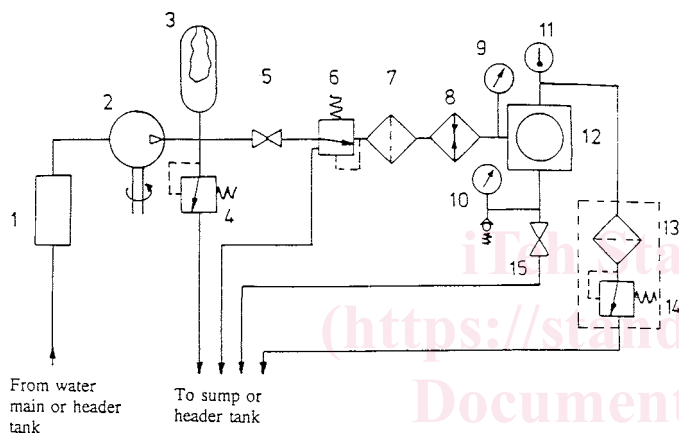 3
11
9
2
5
6
7
8
12
10
1
4
13
15
14
iTeh Sta
(https://stand
Document
From water
main or header
tank
To sump or
header tank